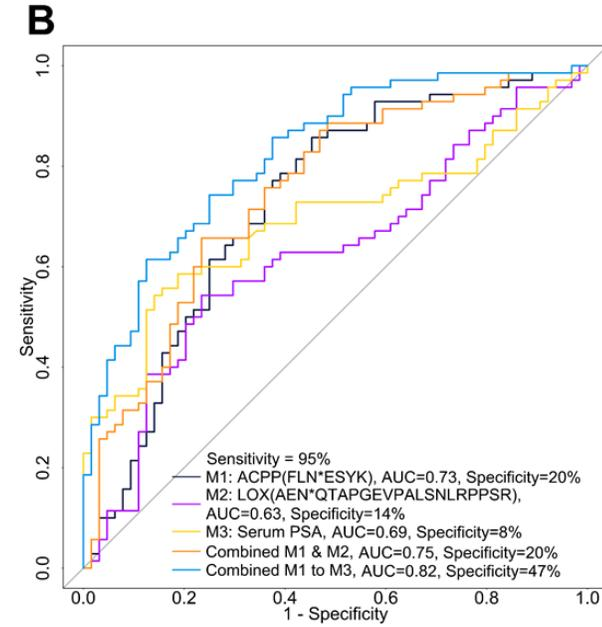 B
1.0
0.8
0.6
0.4
0.2
0.0
Sensitivity
Sensitivity = 95%
M1: ACPP(FLN*ESYK), AUC=0.73, Specificity=20%
M2: LOX(AEN*QTAPGEVPALSNLRPPSR),
AUC=0.63, Specificity=14%
M3: Serum PSA, AUC=0.69, Specificity=8%
Combined M1 & M2, AUC=0.75, Specificity=20%
Combined M1 to M3, AUC=0.82, Specificity=47%
0.0 0.2 0.4 0.6 0.8 1.0
1 - Specificity